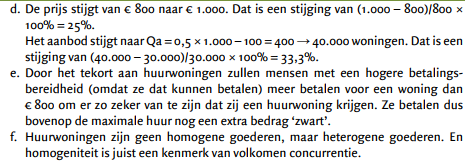 d. De prijs stijgt van € 800 naar € 1.000. Dat is een stijging van (1.000 – 800)/800 ×
100% = 25%.
Het aanbod stijgt naar Qa = 0,5 × 1.000 – 100 = 400 → 40.000 woningen. Dat is een
stijging van (40.000 – 30.000)/30.000 × 100% = 33,3%.
e. Door het tekort aan huurwoningen zullen mensen met een hogere betalings-
bereidheid (omdat ze dat kunnen betalen) meer betalen voor een woning dan
€ 800 om er zo zeker van te zijn dat zij een huurwoning krijgen. Ze betalen dus
bovenop de maximale huur nog een extra bedrag ‘zwart’.
f. Huurwoningen zijn geen homogene goederen, maar heterogene goederen. En
homogeniteit is juist een kenmerk van volkomen concurrentie.